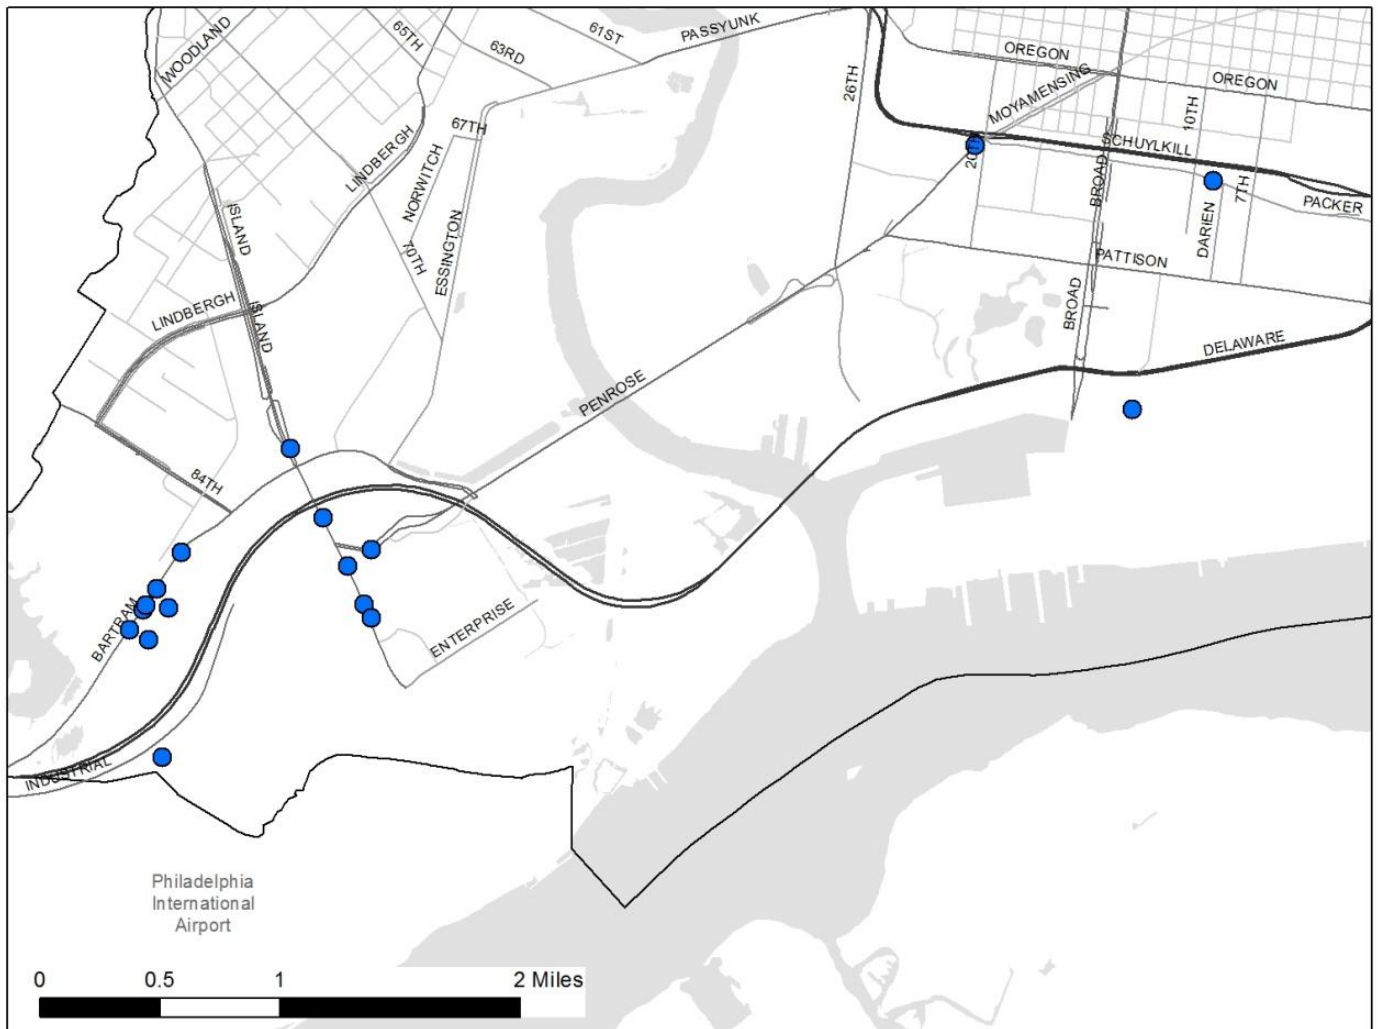 WOODLAND
65TH
63RD
61ST
PASSYUNK
26TH
OREGON
OREGON
MOYAMENSING
10TH
67TH
LINDBERGH
NORWITCH
SCHUYLKILL
BROAD
7TH
PACKER
DARIEN
ISLAND
70TH
ESSINGTON
PATTISON
LINDBERGH
ISLAND
BROAD
DELAWARE
PENROSE
84TH
BARTRAM
ENTERPRISE
INDUSTRIAL
Philadelphia
International
Airport
0 0.5 1 2 Miles